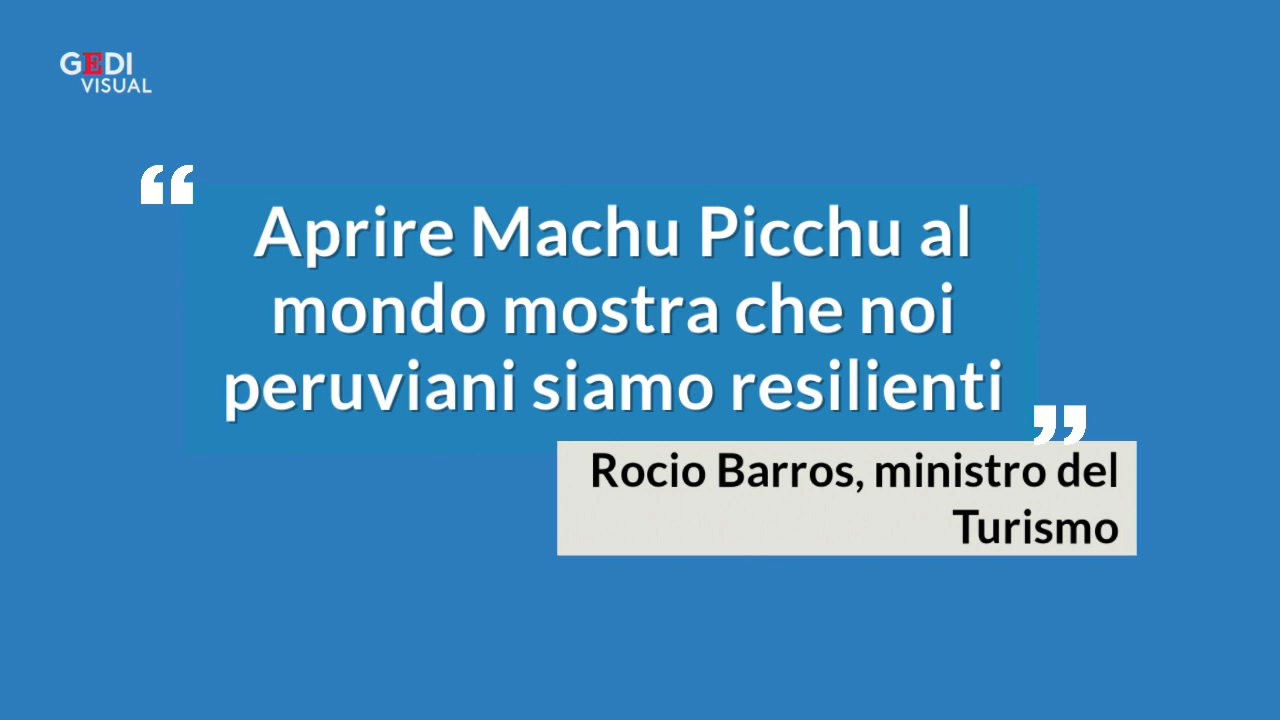 GEDI
VISUAL
“
Aprire Machu Picchu al
mondo mostra che noi
peruviani siamo resilienti
”
Rocio Barros, ministro del
Turismo